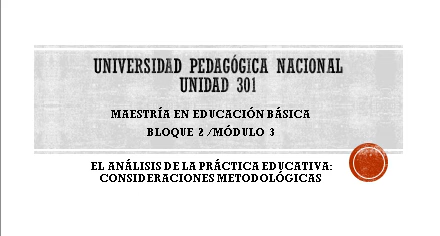 UNIVERSIDAD PEDAGÓGICA NACIONAL
UNIDAD 301
MAESTRÍA EN EDUCACIÓN BÁSICA
BLOQUE 2 /MÓDULO 3
EL ANÁLISIS DE LA PRÁCTICA EDUCATIVA:
CONSIDERACIONES METODOLÓGICAS